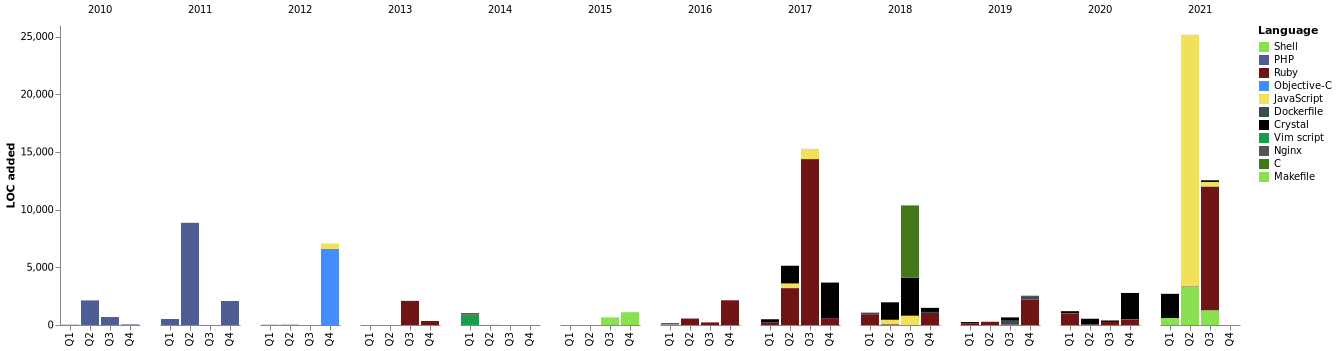 2010 2011 2012 2013 2014 2015 2016 2017 2018 2019 2020 2021
LOC added
25,000
20,000
15,000
10,000
5,000
0
Q1 Q2 Q3 Q4 Q1 Q2 Q3 Q4 Q1 Q2 Q3 Q4 Q1 Q2 Q3 Q4 Q1 Q2 Q3 Q4 Q1 Q2 Q3 Q4 Q1 Q2 Q3 Q4 Q1 Q2 Q3 Q4 Q1 Q2 Q3 Q4 Q1 Q2 Q3 Q4 Q1 Q2 Q3 Q4 Q1 Q2 Q3 Q4
Language
Shell
PHP
Ruby
Objective-C
JavaScript
Dockerfile
Crystal
Vim script
Nginx
C
Makefile